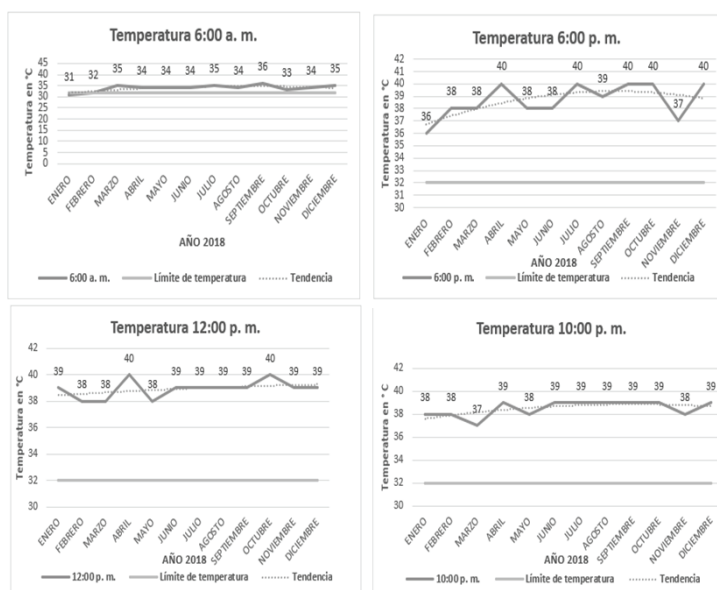 Temperatura 6:00 a. m.
Temperatura en °C
45
40
35
30
25
20
15
10
5
0
31 32 35 34 34 34 35 34 36 33 34 35
ENERO FEBRERO MARZO ABRIL MAYO JUNIO JULIO AGOSTO SEPTIEMBRE OCTUBRE NOVIEMBRE DICIEMBRE
AÑO 2018
6:00 a. m. Límite de temperatura Tendencia
Temperatura 6:00 p. m.
Temperatura en °C
42
41
40
39
38
37
36
35
34
33
32
31
30
36 38 38 40 38 38 40 39 40 40 37 40
ENERO FEBRERO MARZO ABRIL MAYO JUNIO JULIO AGOSTO SEPTIEMBRE OCTUBRE NOVIEMBRE DICIEMBRE
AÑO 2018
6:00 p. m. Límite de temperatura Tendencia
Temperatura 12:00 p. m.
Temperatura en °C
42
40
38
36
34
32
30
39 38 38 40 38 39 39 39 39 40 39 39
ENERO FEBRERO MARZO ABRIL MAYO JUNIO JULIO AGOSTO SEPTIEMBRE OCTUBRE NOVIEMBRE DICIEMBRE
AÑO 2018
12:00 p. m. Límite de temperatura Tendencia
Temperatura 10:00 p. m.
Temperatura en ° C
42
40
38
36
34
32
30
38 38 37 39 38 39 39 39 39 39 38 39
ENERO FEBRERO MARZO ABRIL MAYO JUNIO JULIO AGOSTO SEPTIEMBRE OCTUBRE NOVIEMBRE DICIEMBRE
AÑO 2018
10:00 p. m. Límite de temperatura Tendencia